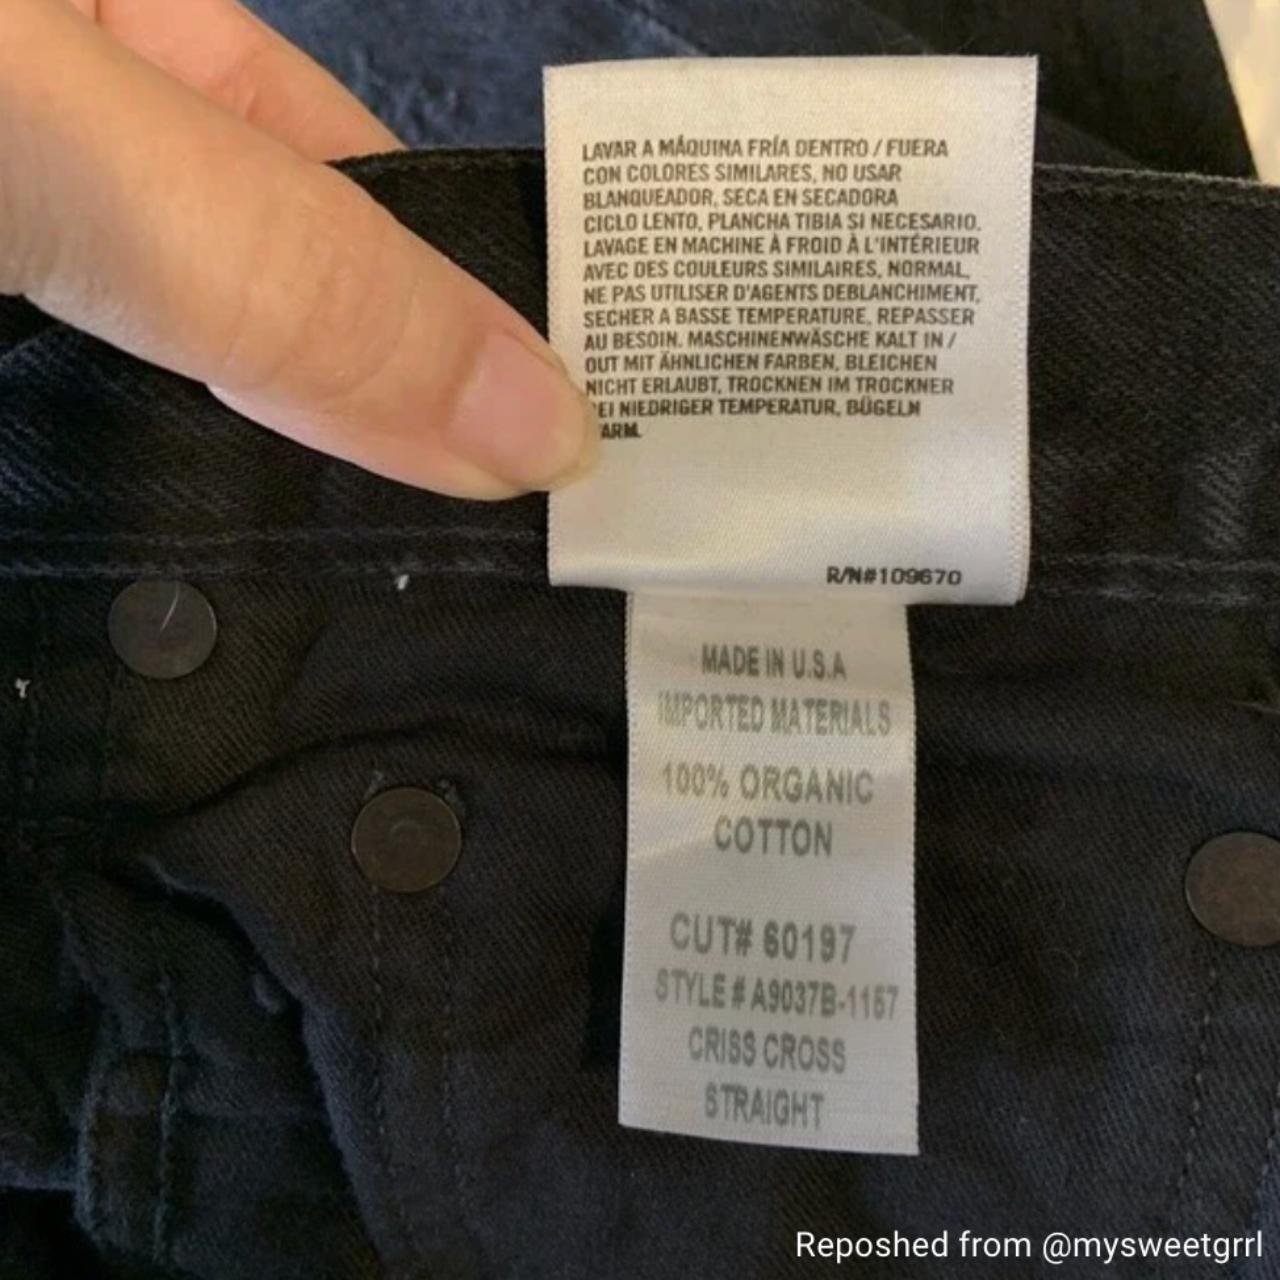 LAVAR A MÁQUINA FRÍA DENTRO / FUERA
CON COLORES SIMILARES, NO USAR
BLANQUEADOR, SECA EN SECADORA
CICLO LENTO, PLANCHA TIBIA SI NECESARIO.
LAVAGE EN MACHINE À FROID À L'INTÉRIEUR
AVEC DES COULEURS SIMILAIRES, NORMAL,
NE PAS UTILISER D'AGENTS DEBLANCHIMENT,
SECHER A BASSE TEMPERATURE, REPASSER
AU BESOIN. MASCHINENWÄSCHE KALT IN /
OUT MIT ÄHNLICHEN FARBEN, BLEICHEN
NICHT ERLAUBT, TROCKNEN IM TROCKNER
EI NIEDRIGER TEMPERATUR, BÜGELN
ARM.
R/N#109670
MADE IN U.S.A
IMPORTED MATERIALS
100% ORGANIC
COTTON
CUT# 60197
STYLE # A9037B-1167
CRISS CROSS
STRAIGHT
Reposhed from @mysweetgrrl